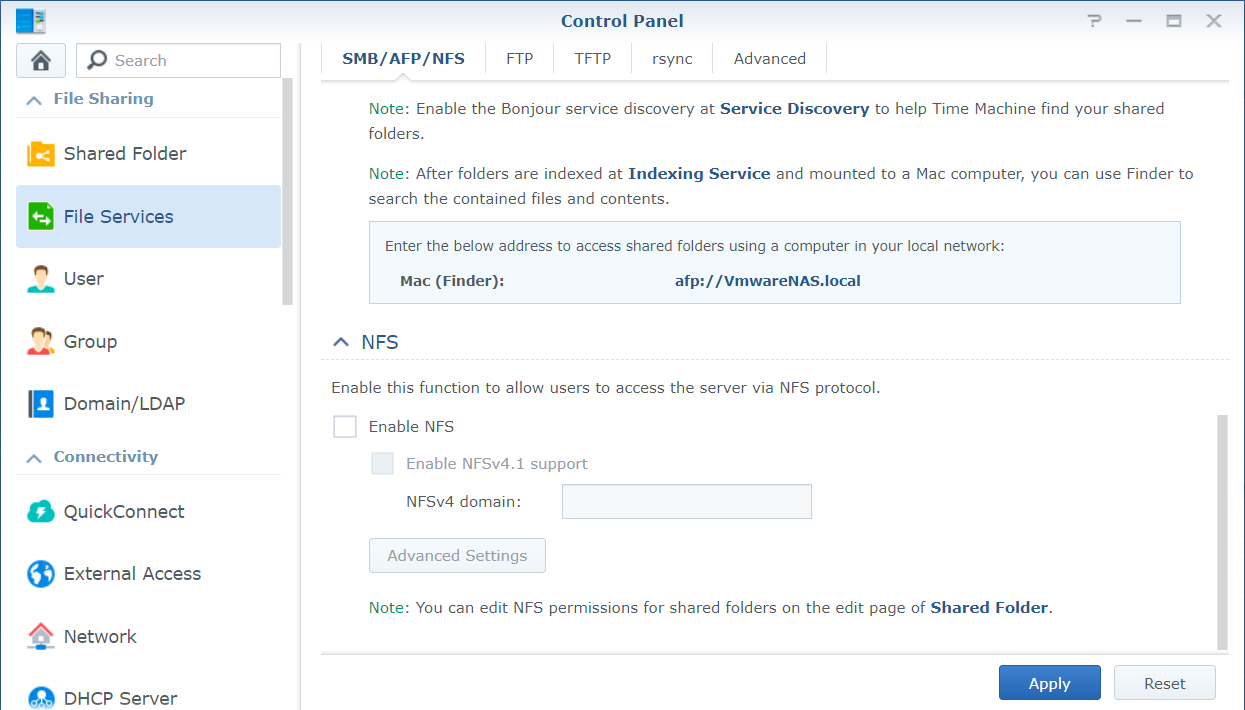 Control Panel
Search
File Sharing
Shared Folder
File Services
User
Group
Domain/LDAP
Connectivity
QuickConnect
External Access
Network
DHCP Server
SMB/AFP/NFS FTP TFTP rsync Advanced
Note: Enable the Bonjour service discovery at Service Discovery to help Time Machine find your shared
folders.
Note: After folders are indexed at Indexing Service and mounted to a Mac computer, you can use Finder to
search the contained files and contents.
Enter the below address to access shared folders using a computer in your local network:
Mac (Finder): afp://VmwareNAS.local
NFS
Enable this function to allow users to access the server via NFS protocol.
Enable NFS
Enable NFSv4.1 support
NFSv4 domain:
Advanced Settings
Note: You can edit NFS permissions for shared folders on the edit page of Shared Folder.
Apply Reset